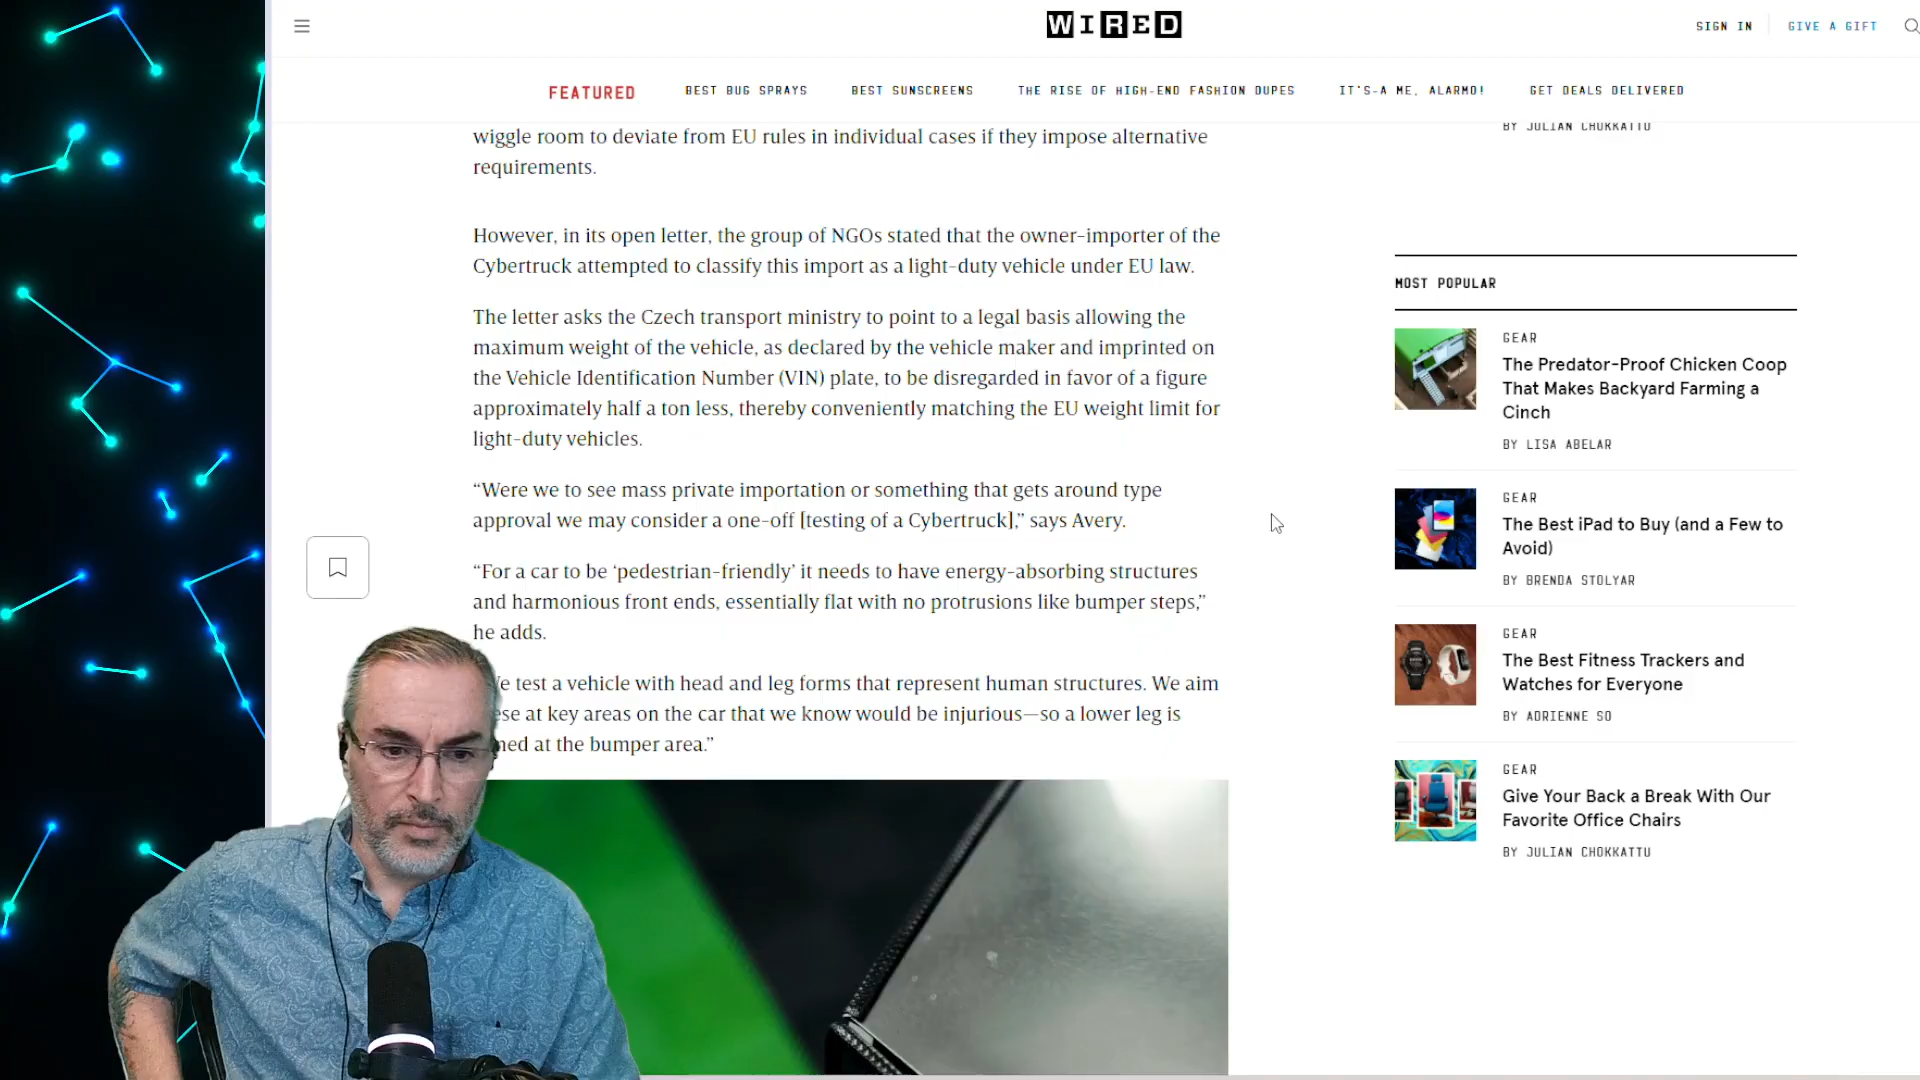 WIRED
SIGN IN
GIVE A GIFT
FEATURED
BEST BUG SPRAYS
BEST SUNSCREENS
THE RISE OF HIGH-END FASHION DUPES
IT'S-A ME, ALARMO!
GET DEALS DELIVERED
wiggle room to deviate from EU rules in individual cases if they impose alternative
requirements.
However, in its open letter, the group of NGOs stated that the owner-importer of the
Cybertruck attempted to classify this import as a light-duty vehicle under EU law.
The letter asks the Czech transport ministry to point to a legal basis allowing the
maximum weight of the vehicle, as declared by the vehicle maker and imprinted on
the Vehicle Identification Number (VIN) plate, to be disregarded in favor of a figure
approximately half a ton less, thereby conveniently matching the EU weight limit for
light-duty vehicles.
“Were we to see mass private importation or something that gets around type
approval we may consider a one-off [testing of a Cybertruck],” says Avery.
“For a car to be ‘pedestrian-friendly’ it needs to have energy-absorbing structures
and harmonious front ends, essentially flat with no protrusions like bumper steps,”
he adds.
test a vehicle with head and leg forms that represent human structures. We aim
at key areas on the car that we know would be injurious—so a lower leg is
at the bumper area.”
BY JULIAN CHOKKATTU
MOST POPULAR
GEAR
The Predator-Proof Chicken Coop
That Makes Backyard Farming a
Cinch
BY LISA ABELAR
GEAR
The Best iPad to Buy (and a Few to
Avoid)
BY BRENDA STOLYAR
GEAR
The Best Fitness Trackers and
Watches for Everyone
BY ADRIENNE SO
GEAR
Give Your Back a Break With Our
Favorite Office Chairs
BY JULIAN CHOKKATTU